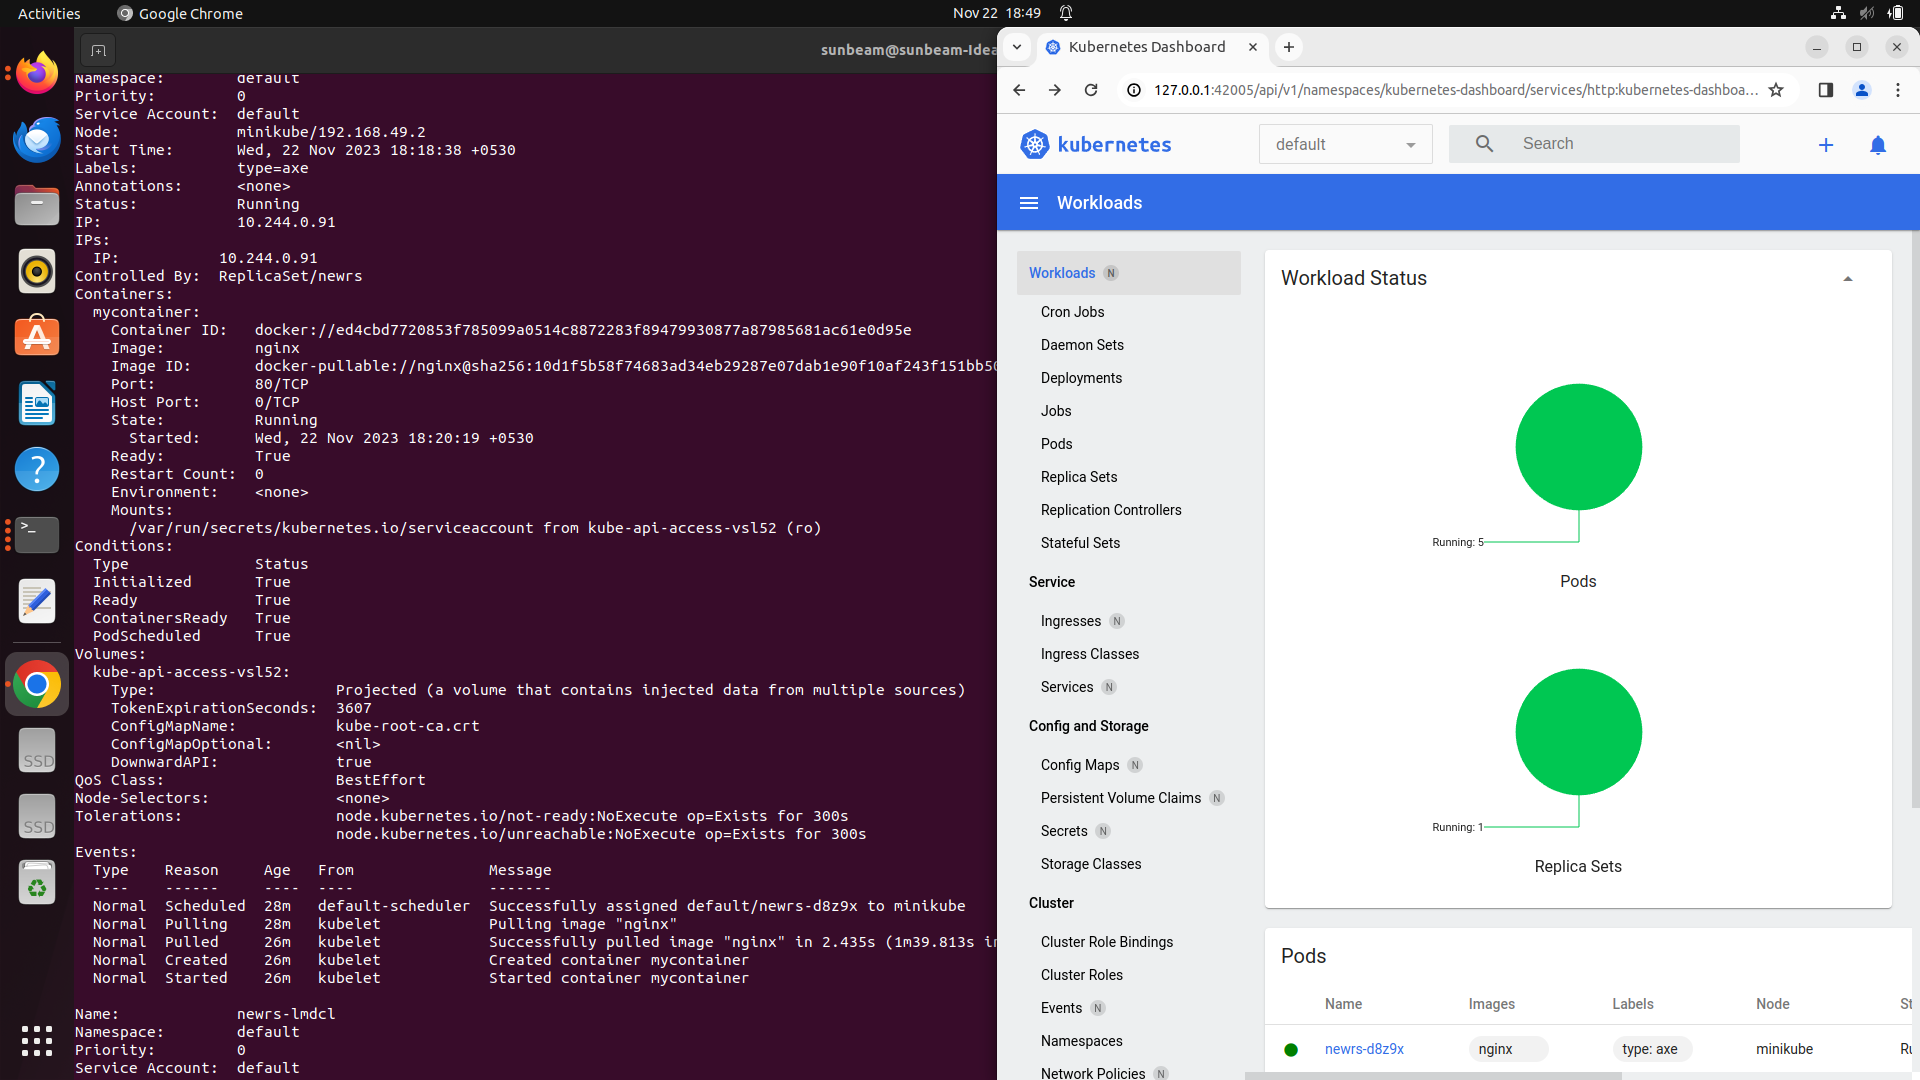 Activities
Google Chrome
Nov 22 18:49
sunbeam@sunbeam-Idea
Namespace: default
Priority: 0
Service Account: default
Node: minikube/192.168.49.2
Start Time: Wed, 22 Nov 2023 18:18:38 +0530
Labels: type=axe
Annotations: <none>
Status: Running
IP: 10.244.0.91
IPs:
IP: 10.244.0.91
Controlled By: ReplicaSet/newrs
Containers:
mycontainer:
Container ID: docker://ed4cbd7720853f785099a0514c8872283f89479930877a87985681ac61e0d95e
Image: nginx
Image ID: docker-pullable://nginx@sha256:10d1f5b58f74683ad34eb29287e07dab1e90f10af243f151bb50
Port: 80/TCP
Host Port: 0/TCP
State: Running
Started: Wed, 22 Nov 2023 18:20:19 +0530
Ready: True
Restart Count: 0
Environment: <none>
Mounts:
/var/run/secrets/kubernetes.io/serviceaccount from kube-api-access-vsl52 (ro)
Conditions:
Type Status
Initialized True
Ready True
ContainersReady True
PodScheduled True
Volumes:
kube-api-access-vsl52:
Type: Projected (a volume that contains injected data from multiple sources)
TokenExpirationSeconds: 3607
ConfigMapName: kube-root-ca.crt
ConfigMapOptional: <nil>
DownwardAPI: true
QoS Class: BestEffort
Node-Selectors: <none>
Tolerations: node.kubernetes.io/not-ready:NoExecute op=Exists for 300s
node.kubernetes.io/unreachable:NoExecute op=Exists for 300s
Events:
Type Reason Age From Message
---- ------ ---- ---- -------
Normal Scheduled 28m default-scheduler Successfully assigned default/newrs-d8z9x to minikube
Normal Pulling 28m kubelet Pulling image "nginx"
Normal Pulled 26m kubelet Successfully pulled image "nginx" in 2.435s (1m39.813s in
Normal Created 26m kubelet Created container mycontainer
Normal Started 26m kubelet Started container mycontainer
Name: newrs-lmdcl
Namespace: default
Priority: 0
Service Account: default
SSD
SSD
Kubernetes Dashboard
127.0.0.1:42005/api/v1/namespaces/kubernetes-dashboard/services/http:kubernetes-dashboa...
kubernetes
default
Search
Workloads
Workloads N
Cron Jobs
Daemon Sets
Deployments
Jobs
Pods
Replica Sets
Replication Controllers
Stateful Sets
Service
Ingresses N
Ingress Classes
Services N
Config and Storage
Config Maps N
Persistent Volume Claims N
Secrets N
Storage Classes
Cluster
Cluster Role Bindings
Cluster Roles
Events N
Namespaces
Network Policies N
Workload Status
Running: 5
Pods
Running: 1
Replica Sets
Pods
Name Images Labels Node St
newrs-d8z9x nginx type: axe minikube Ru